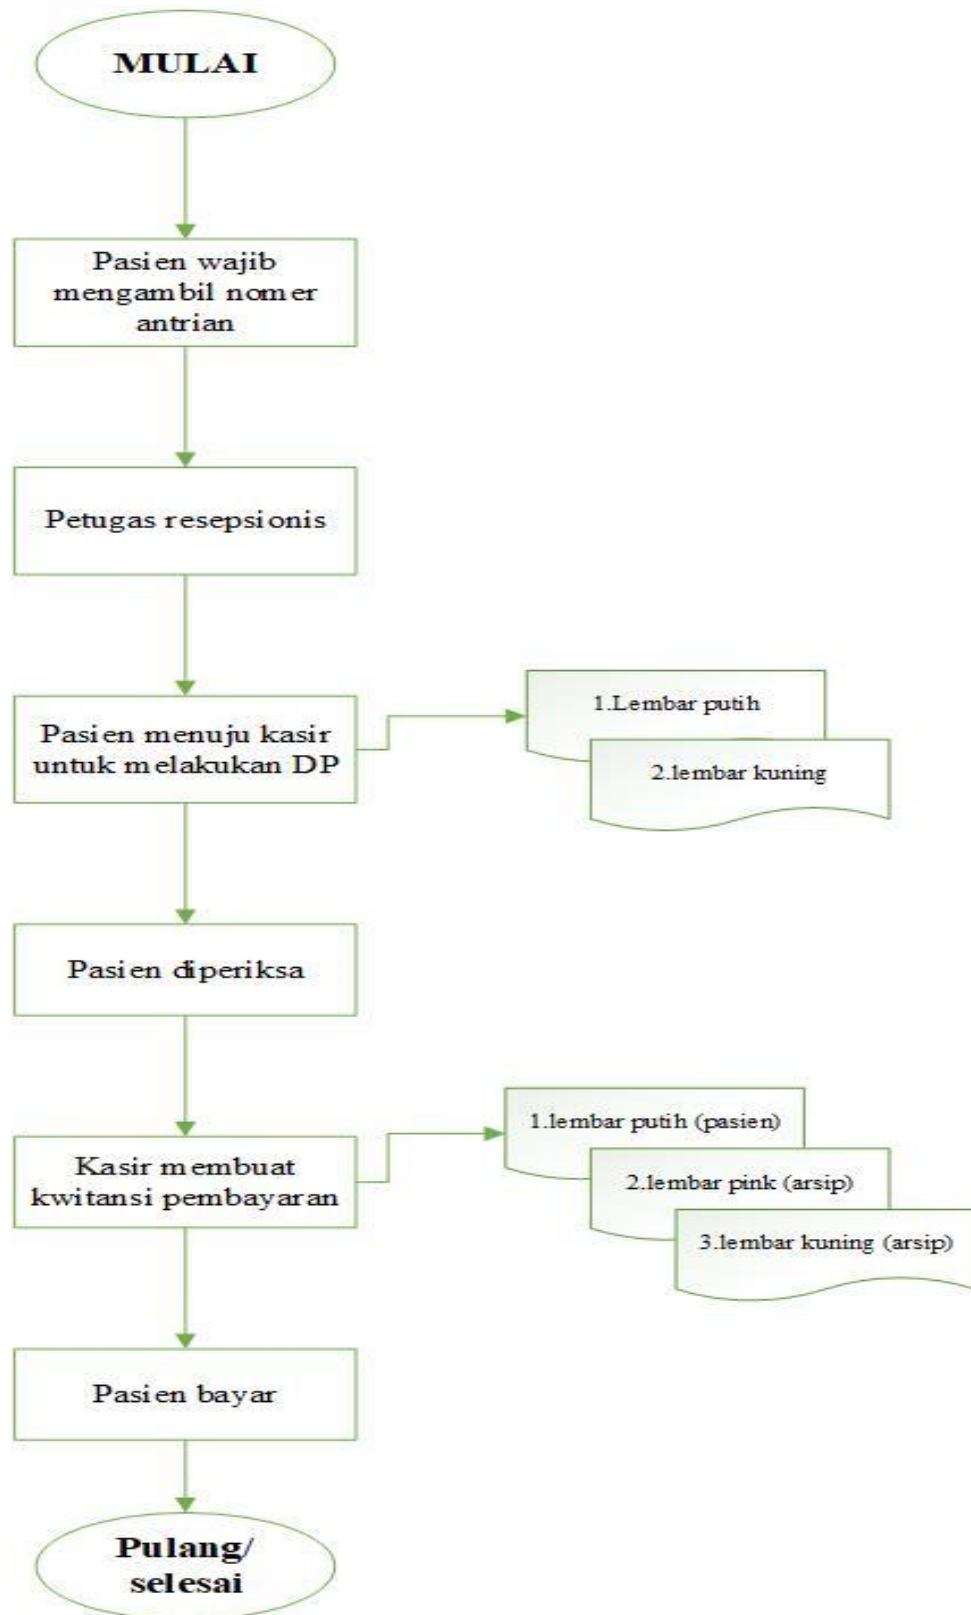 MULAI
Pasien wajib
mengambil nomer
antrian
Petugas resepsionis
Pasien menuju kasir
untuk melakukan DP
1.Lembar putih
2.lembar kuning
Pasien diperiksa
Kasir membuat
kwitansi pembayaran
1.lembar putih (pasien)
2.lembar pink (arsip)
3.lembar kuning (arsip)
Pasien bayar
Pulang/
selesai